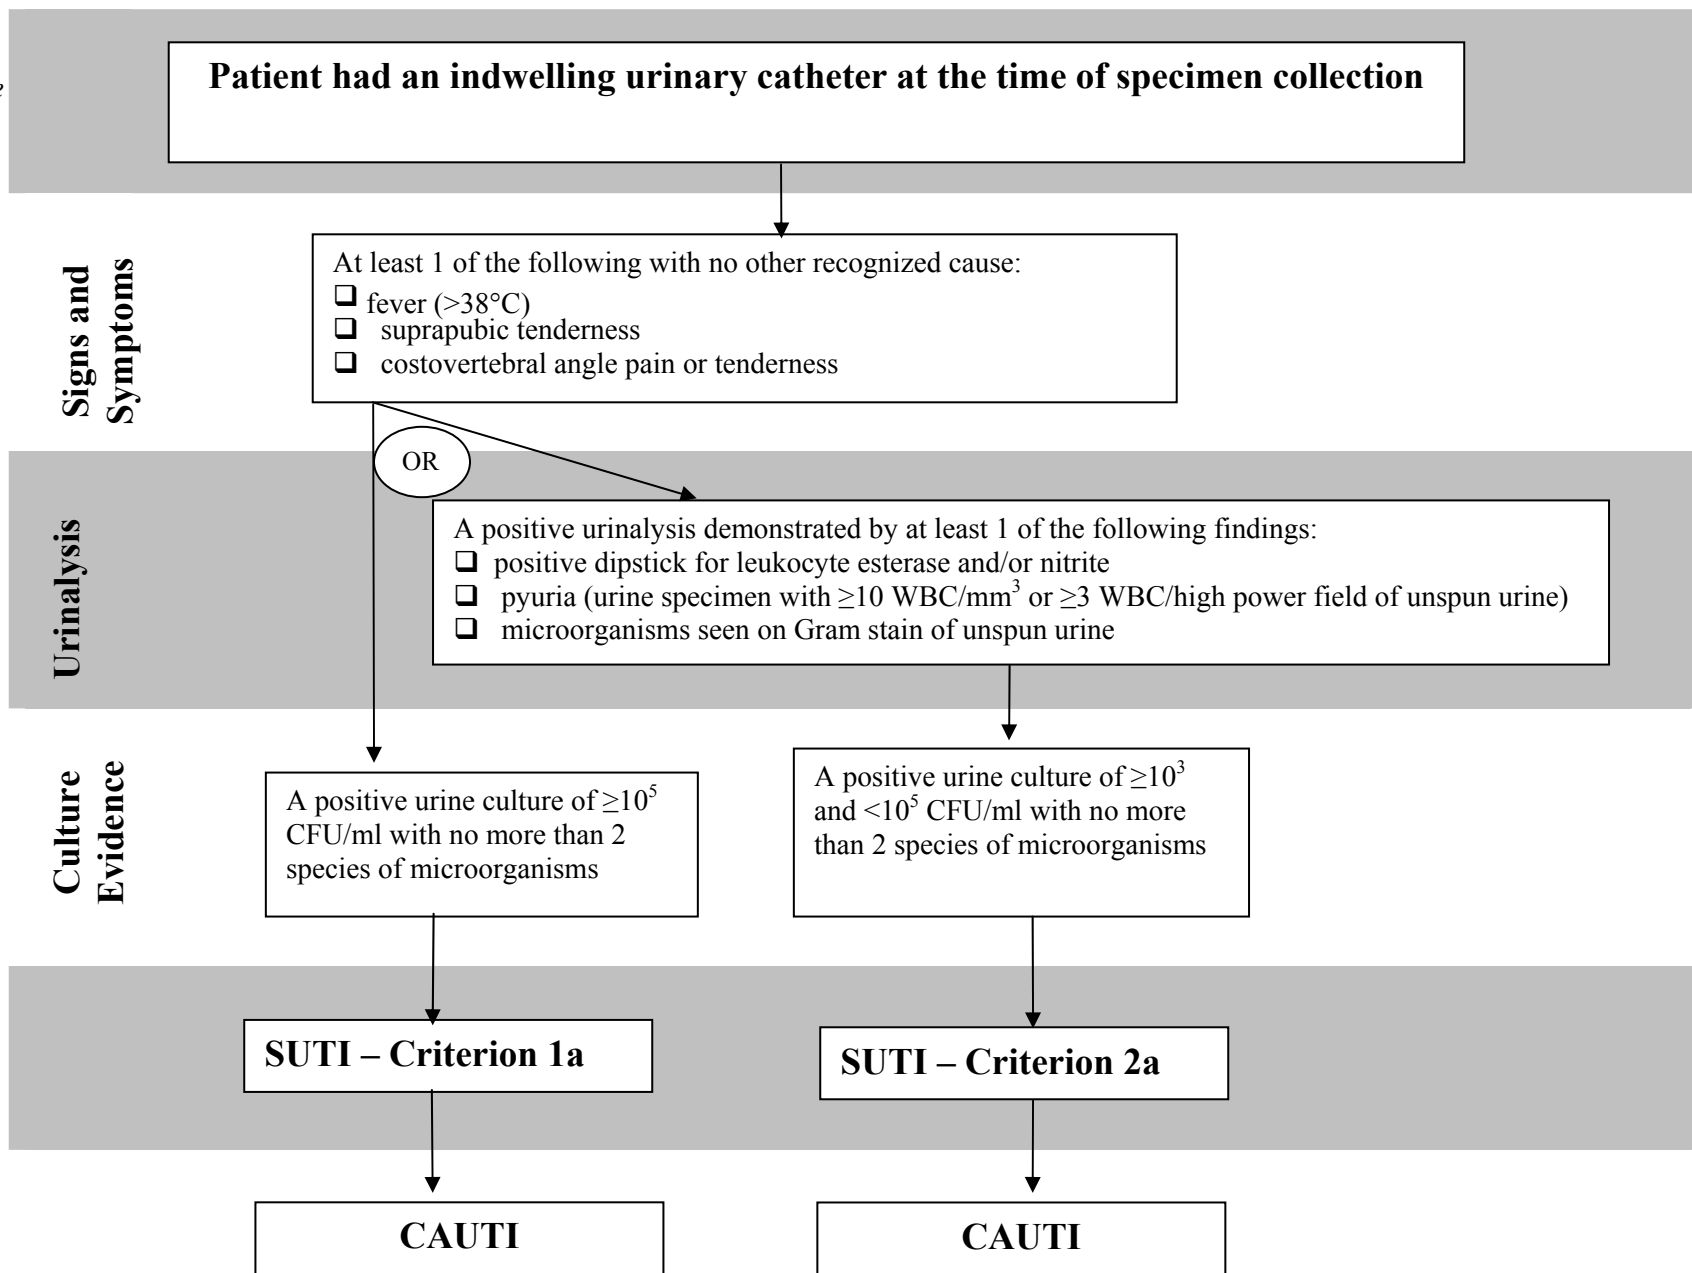 Patient had an indwelling urinary catheter at the time of specimen collection
Signs and
Symptoms
At least 1 of the following with no other recognized cause:
❑ fever (>38°C)
❑ suprapubic tenderness
❑ costovertebral angle pain or tenderness
OR
Urinalysis
A positive urinalysis demonstrated by at least 1 of the following findings:
❑ positive dipstick for leukocyte esterase and/or nitrite
❑ pyuria (urine specimen with ≥10 WBC/mm³ or ≥3 WBC/high power field of unspun urine)
❑ microorganisms seen on Gram stain of unspun urine
Culture
Evidence
A positive urine culture of ≥10⁵
CFU/ml with no more than 2
species of microorganisms
A positive urine culture of ≥10³
and <10⁵ CFU/ml with no more
than 2 species of microorganisms
SUTI – Criterion 1a
SUTI – Criterion 2a
CAUTI
CAUTI